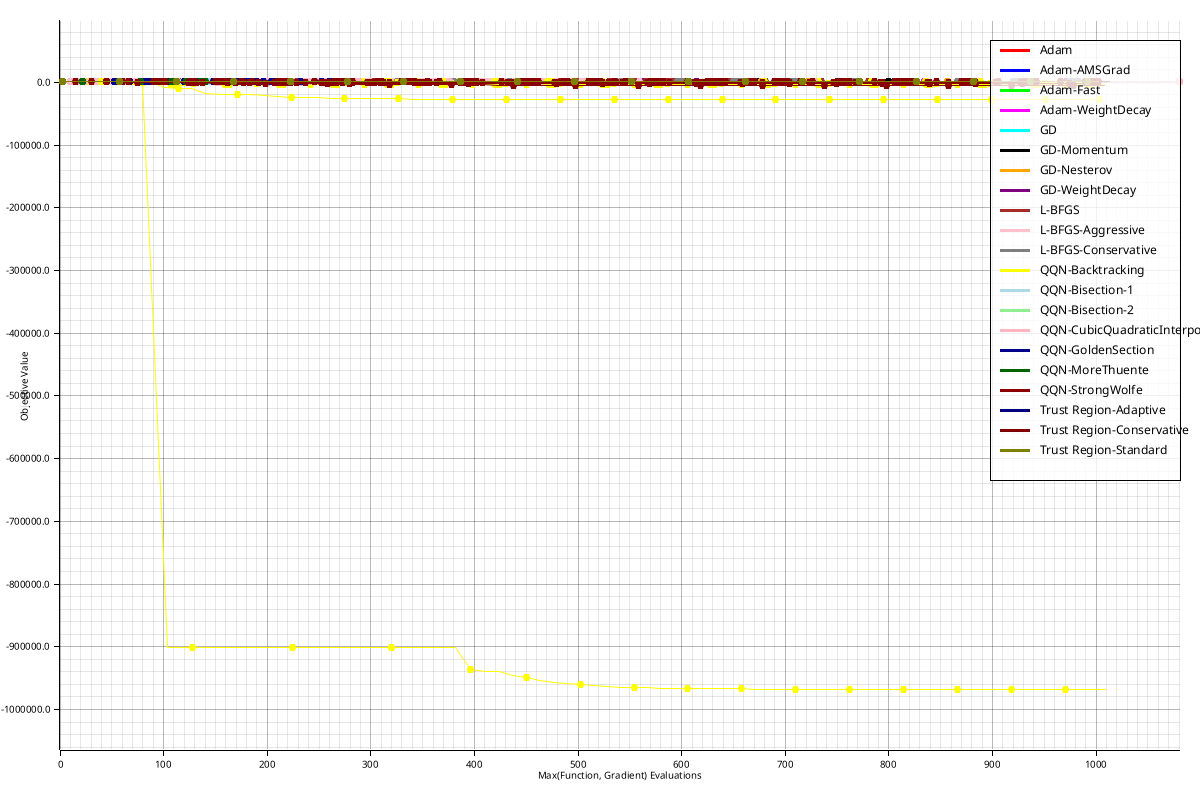 0.0
-100000.0
-200000.0
-300000.0
-400000.0
-500000.0
-600000.0
-700000.0
-800000.0
-900000.0
-1000000.0
Objective Value
0 100 200 300 400 500 600 700 800 900 1000
Max(Function, Gradient) Evaluations
Adam
Adam-AMSGrad
Adam-Fast
Adam-WeightDecay
GD
GD-Momentum
GD-Nesterov
GD-WeightDecay
L-BFGS
L-BFGS-Aggressive
L-BFGS-Conservative
QQN-Backtracking
QQN-Bisection-1
QQN-Bisection-2
QQN-CubicQuadraticInterpo
QQN-GoldenSection
QQN-MoreThuente
QQN-StrongWolfe
Trust Region-Adaptive
Trust Region-Conservative
Trust Region-Standard